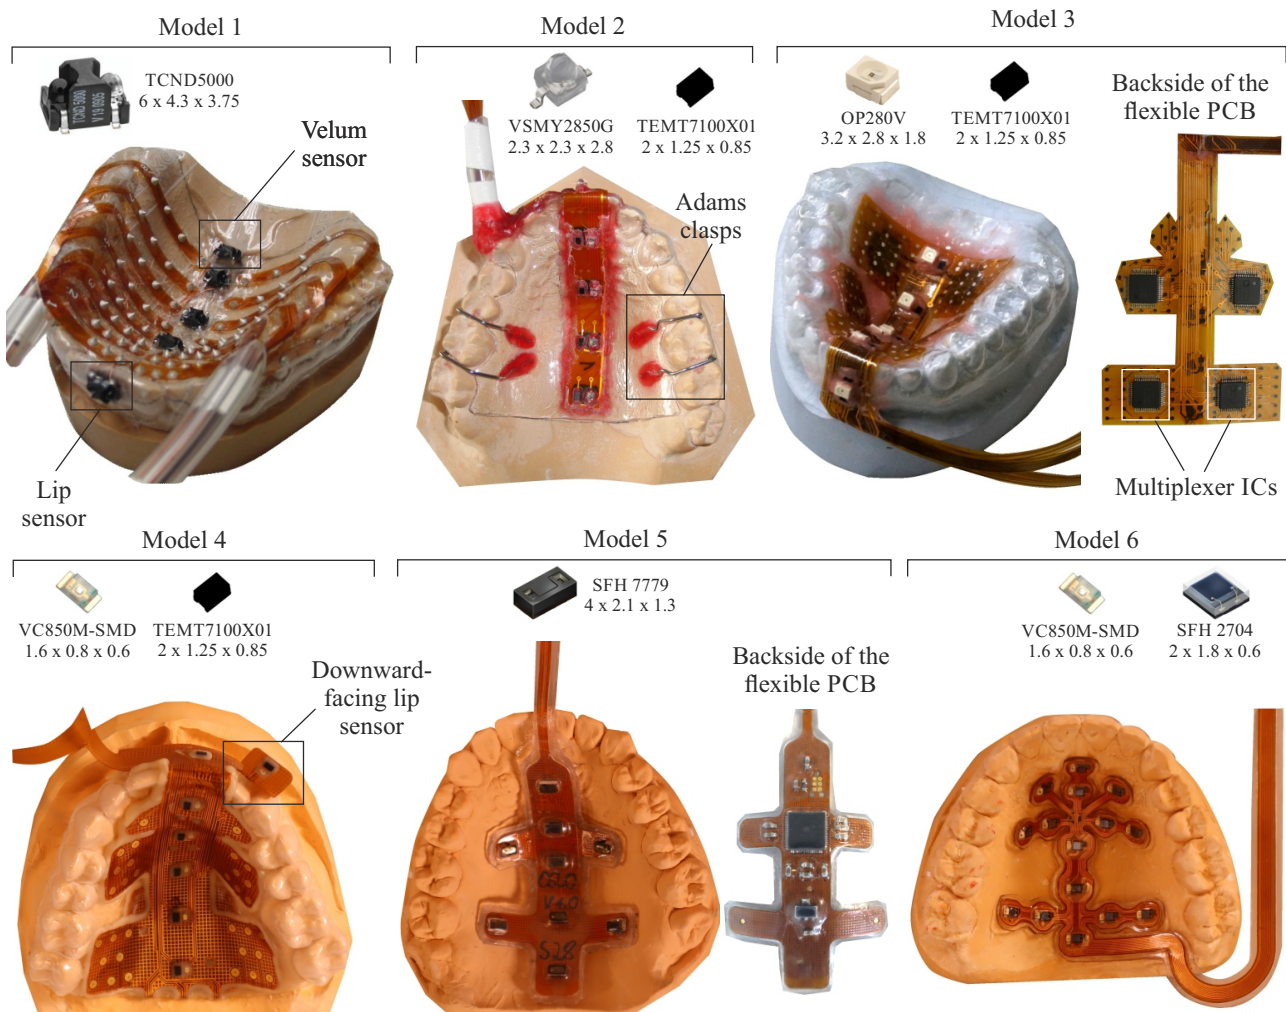 Model 1
TCND5000
6 x 4.3 x 3.75
TCND 5000
V 19 0905
Velum
sensor
Lip
sensor
Model 2
VSMY2850G
2.3 x 2.3 x 2.8
TEMT7100X01
2 x 1.25 x 0.85
Adams
clasps
Model 3
OP280V
3.2 x 2.8 x 1.8
TEMT7100X01
2 x 1.25 x 0.85
Backside of the
flexible PCB
Multiplexer ICs
Model 4
VC850M-SMD
1.6 x 0.8 x 0.6
TEMT7100X01
2 x 1.25 x 0.85
Downward-
facing lip
sensor
Model 5
SFH 7779
4 x 2.1 x 1.3
Backside of the
flexible PCB
Model 6
VC850M-SMD
1.6 x 0.8 x 0.6
SFH 2704
2 x 1.8 x 0.6